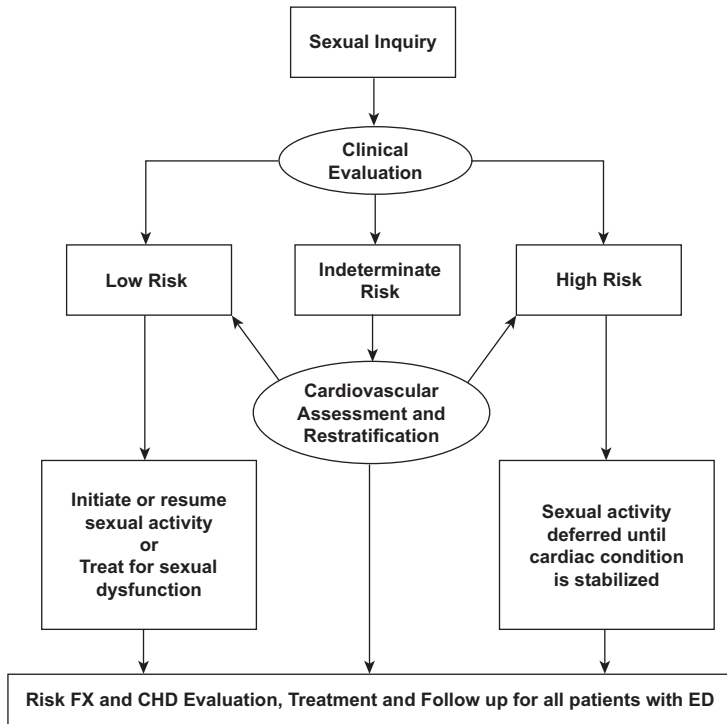 Sexual Inquiry
Clinical
Evaluation
Low Risk
Indeterminate
Risk
High Risk
Cardiovascular
Assessment and
Restratification
Initiate or resume
sexual activity
or
Treat for sexual
dysfunction
Sexual activity
deferred until
cardiac condition
is stabilized
Risk FX and CHD Evaluation, Treatment and Follow up for all patients with ED